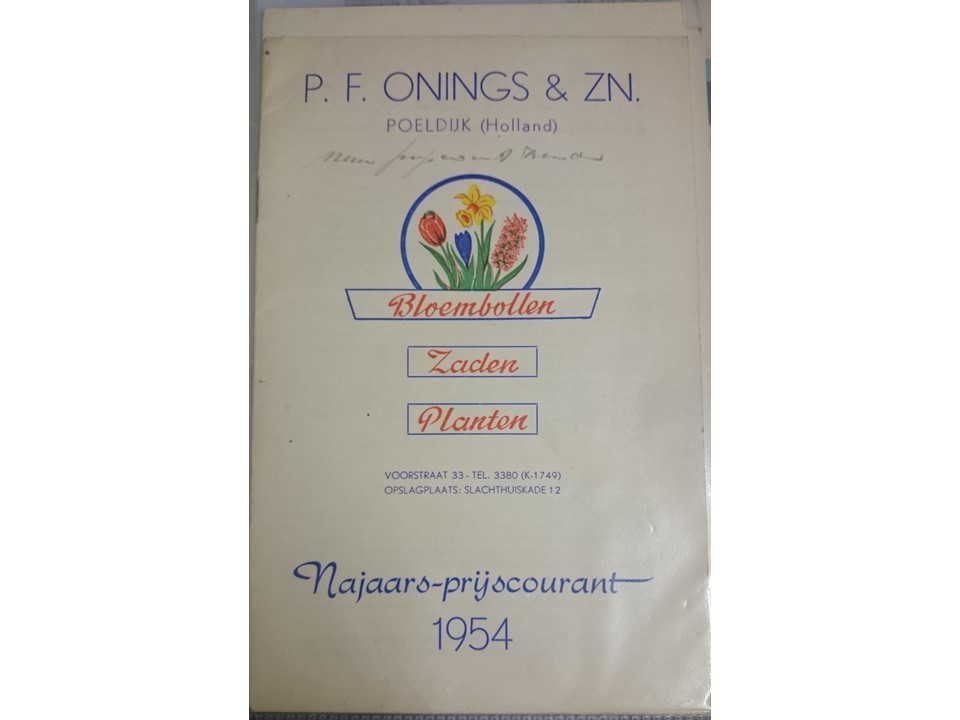 P. F. ONINGS & ZN.
POELDIJK (Holland)
Bloembollen
Zaden
Planten
VOORSTRAAT 33 - TEL. 3380 (K-1749)
OPSLAGPLAATS: SLACHTHUISKADE 12
Najaars-prijscourant
1954